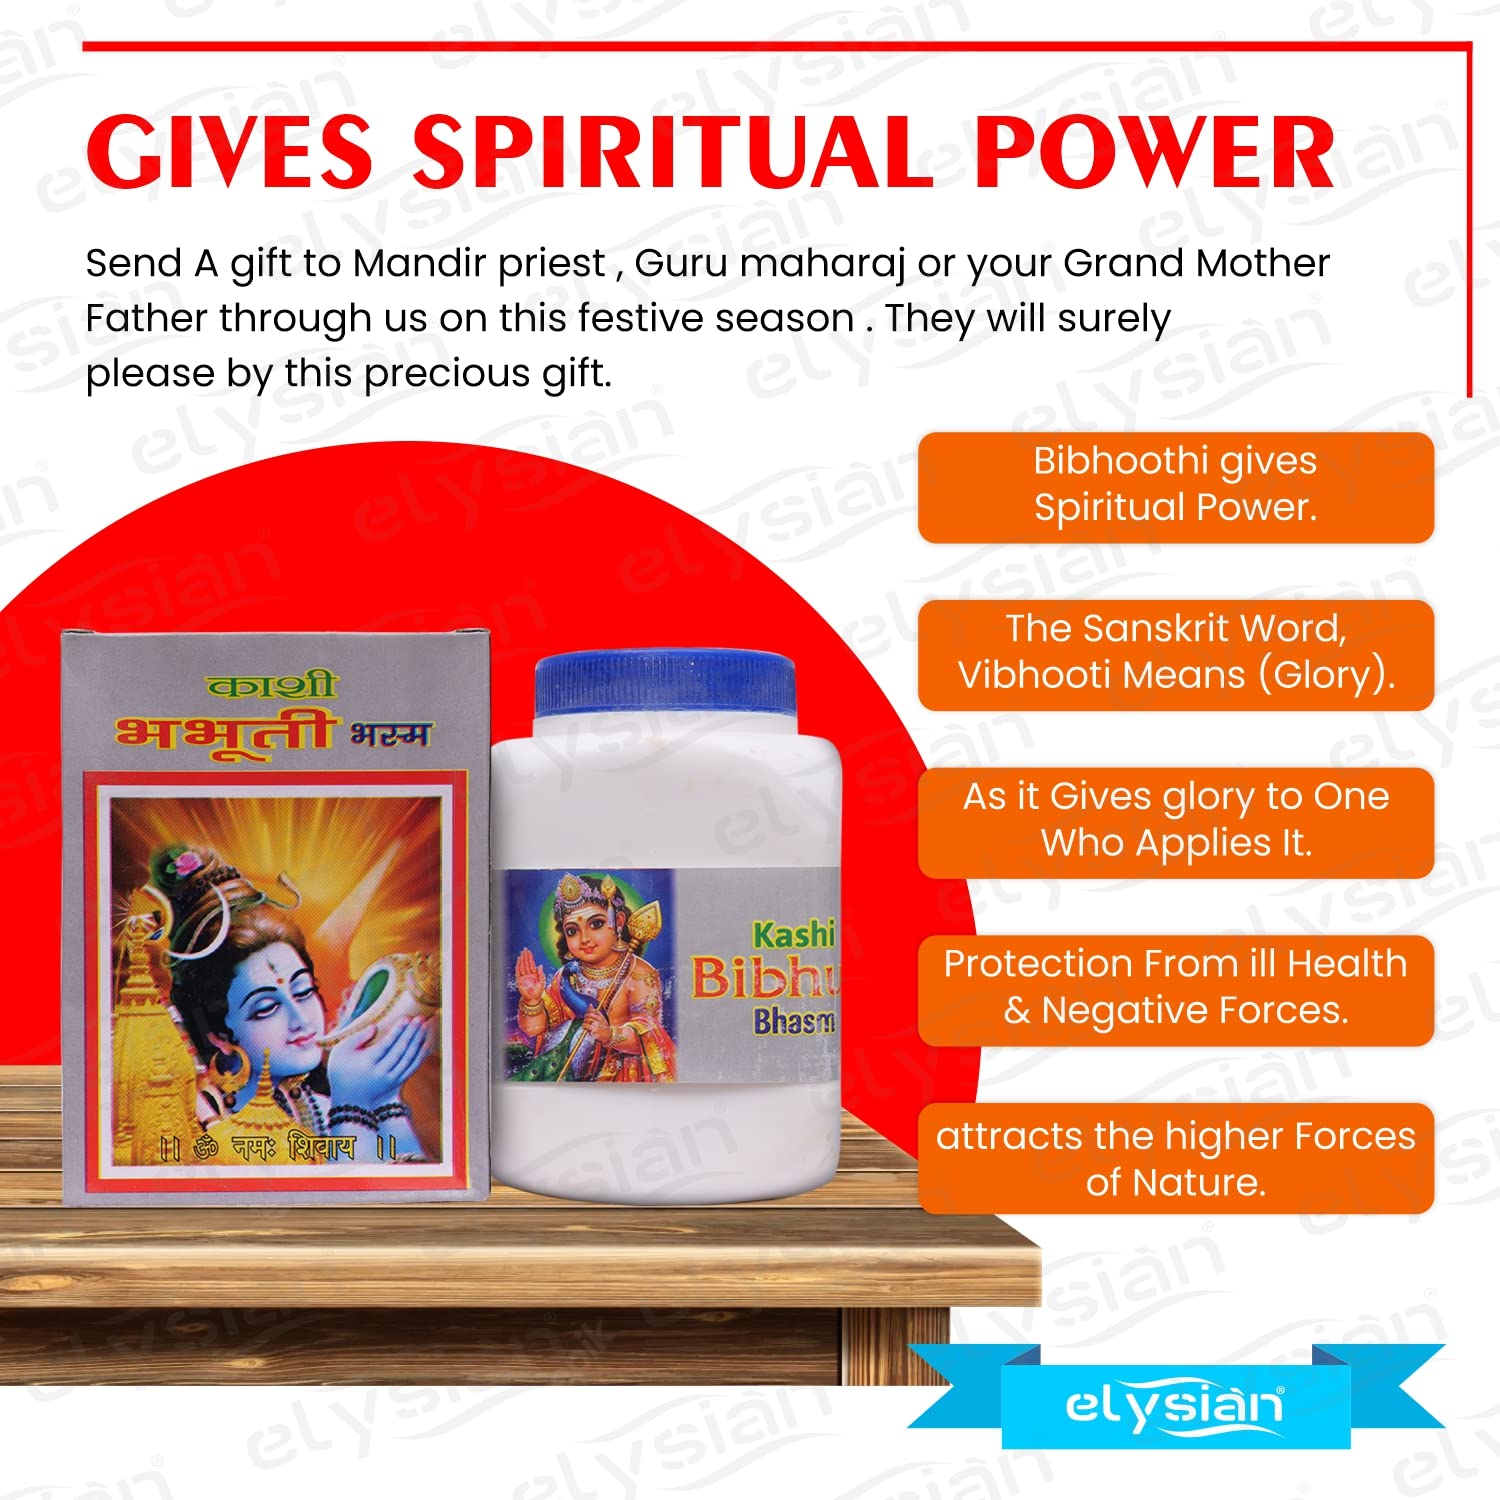 GIVES SPIRITUAL POWER
Send A gift to Mandir priest , Guru maharaj or your Grand Mother
Father through us on this festive season . They will surely
please by this precious gift.
Bibhoothi gives
Spiritual Power.
The Sanskrit Word,
Vibhooti Means (Glory).
As it Gives glory to One
Who Applies It.
Protection From ill Health
& Negative Forces.
attracts the higher Forces
of Nature.
काशी
भभूती भस्म
|| ॐ नमः शिवाय ||
Kashi
Bibhu
Bhasm
elysiàn®